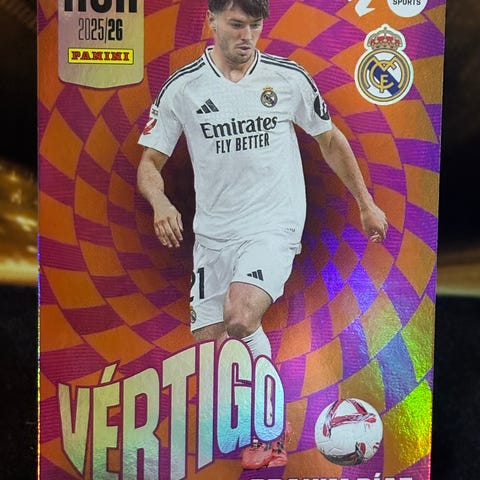 2025/26
PANINI
SPORTS
Emirates
FLY BETTER
21
VÉRTIGO